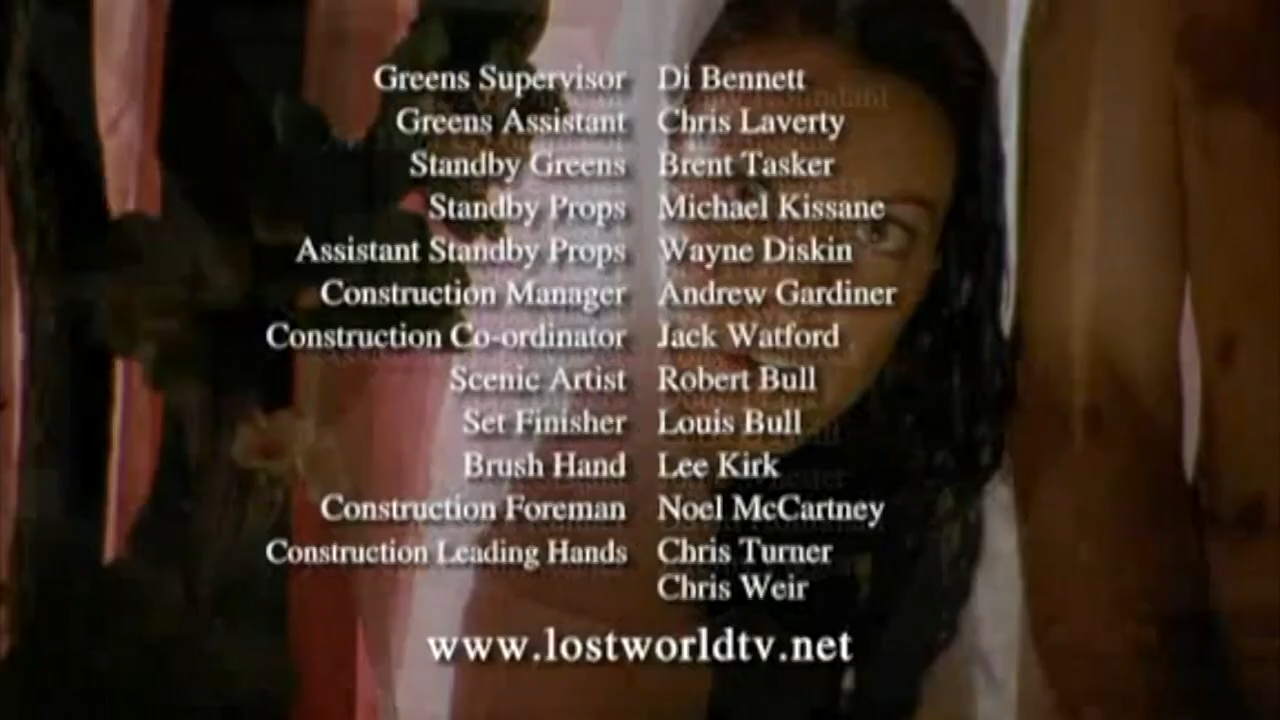 Greens Supervisor Di Bennett
Greens Assistant Chris Laverty
Standby Greens Brent Tasker
Standby Props Michael Kissane
Assistant Standby Props Wayne Diskin
Construction Manager Andrew Gardiner
Construction Co-ordinator Jack Watford
Scenic Artist Robert Bull
Set Finisher Louis Bull
Brush Hand Lee Kirk
Construction Foreman Noel McCartney
Construction Leading Hands Chris Turner
Chris Weir
www.lostworldtv.net